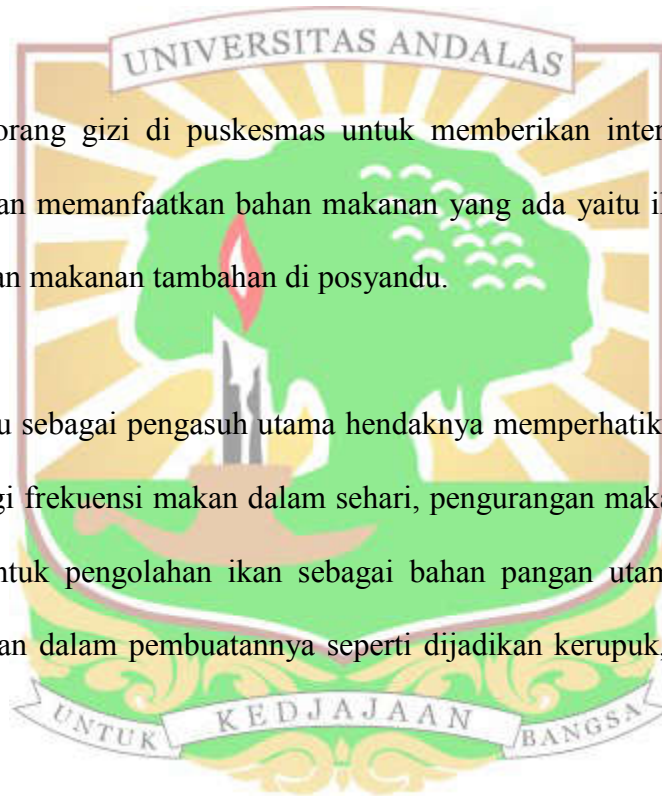 UNIVERSITAS ANDALAS
orang gizi di puskesmas untuk memberikan inter
an memanfaatkan bahan makanan yang ada yaitu i
an makanan tambahan di posyandu.
u sebagai pengasuh utama hendaknya memperhatik
gi frekuensi makan dalam sehari, pengurangan maka
ntuk pengolahan ikan sebagai bahan pangan utan
an dalam pembuatannya seperti dijadikan kerupuk,
UNTUK KEDJAJAAN BANGSA